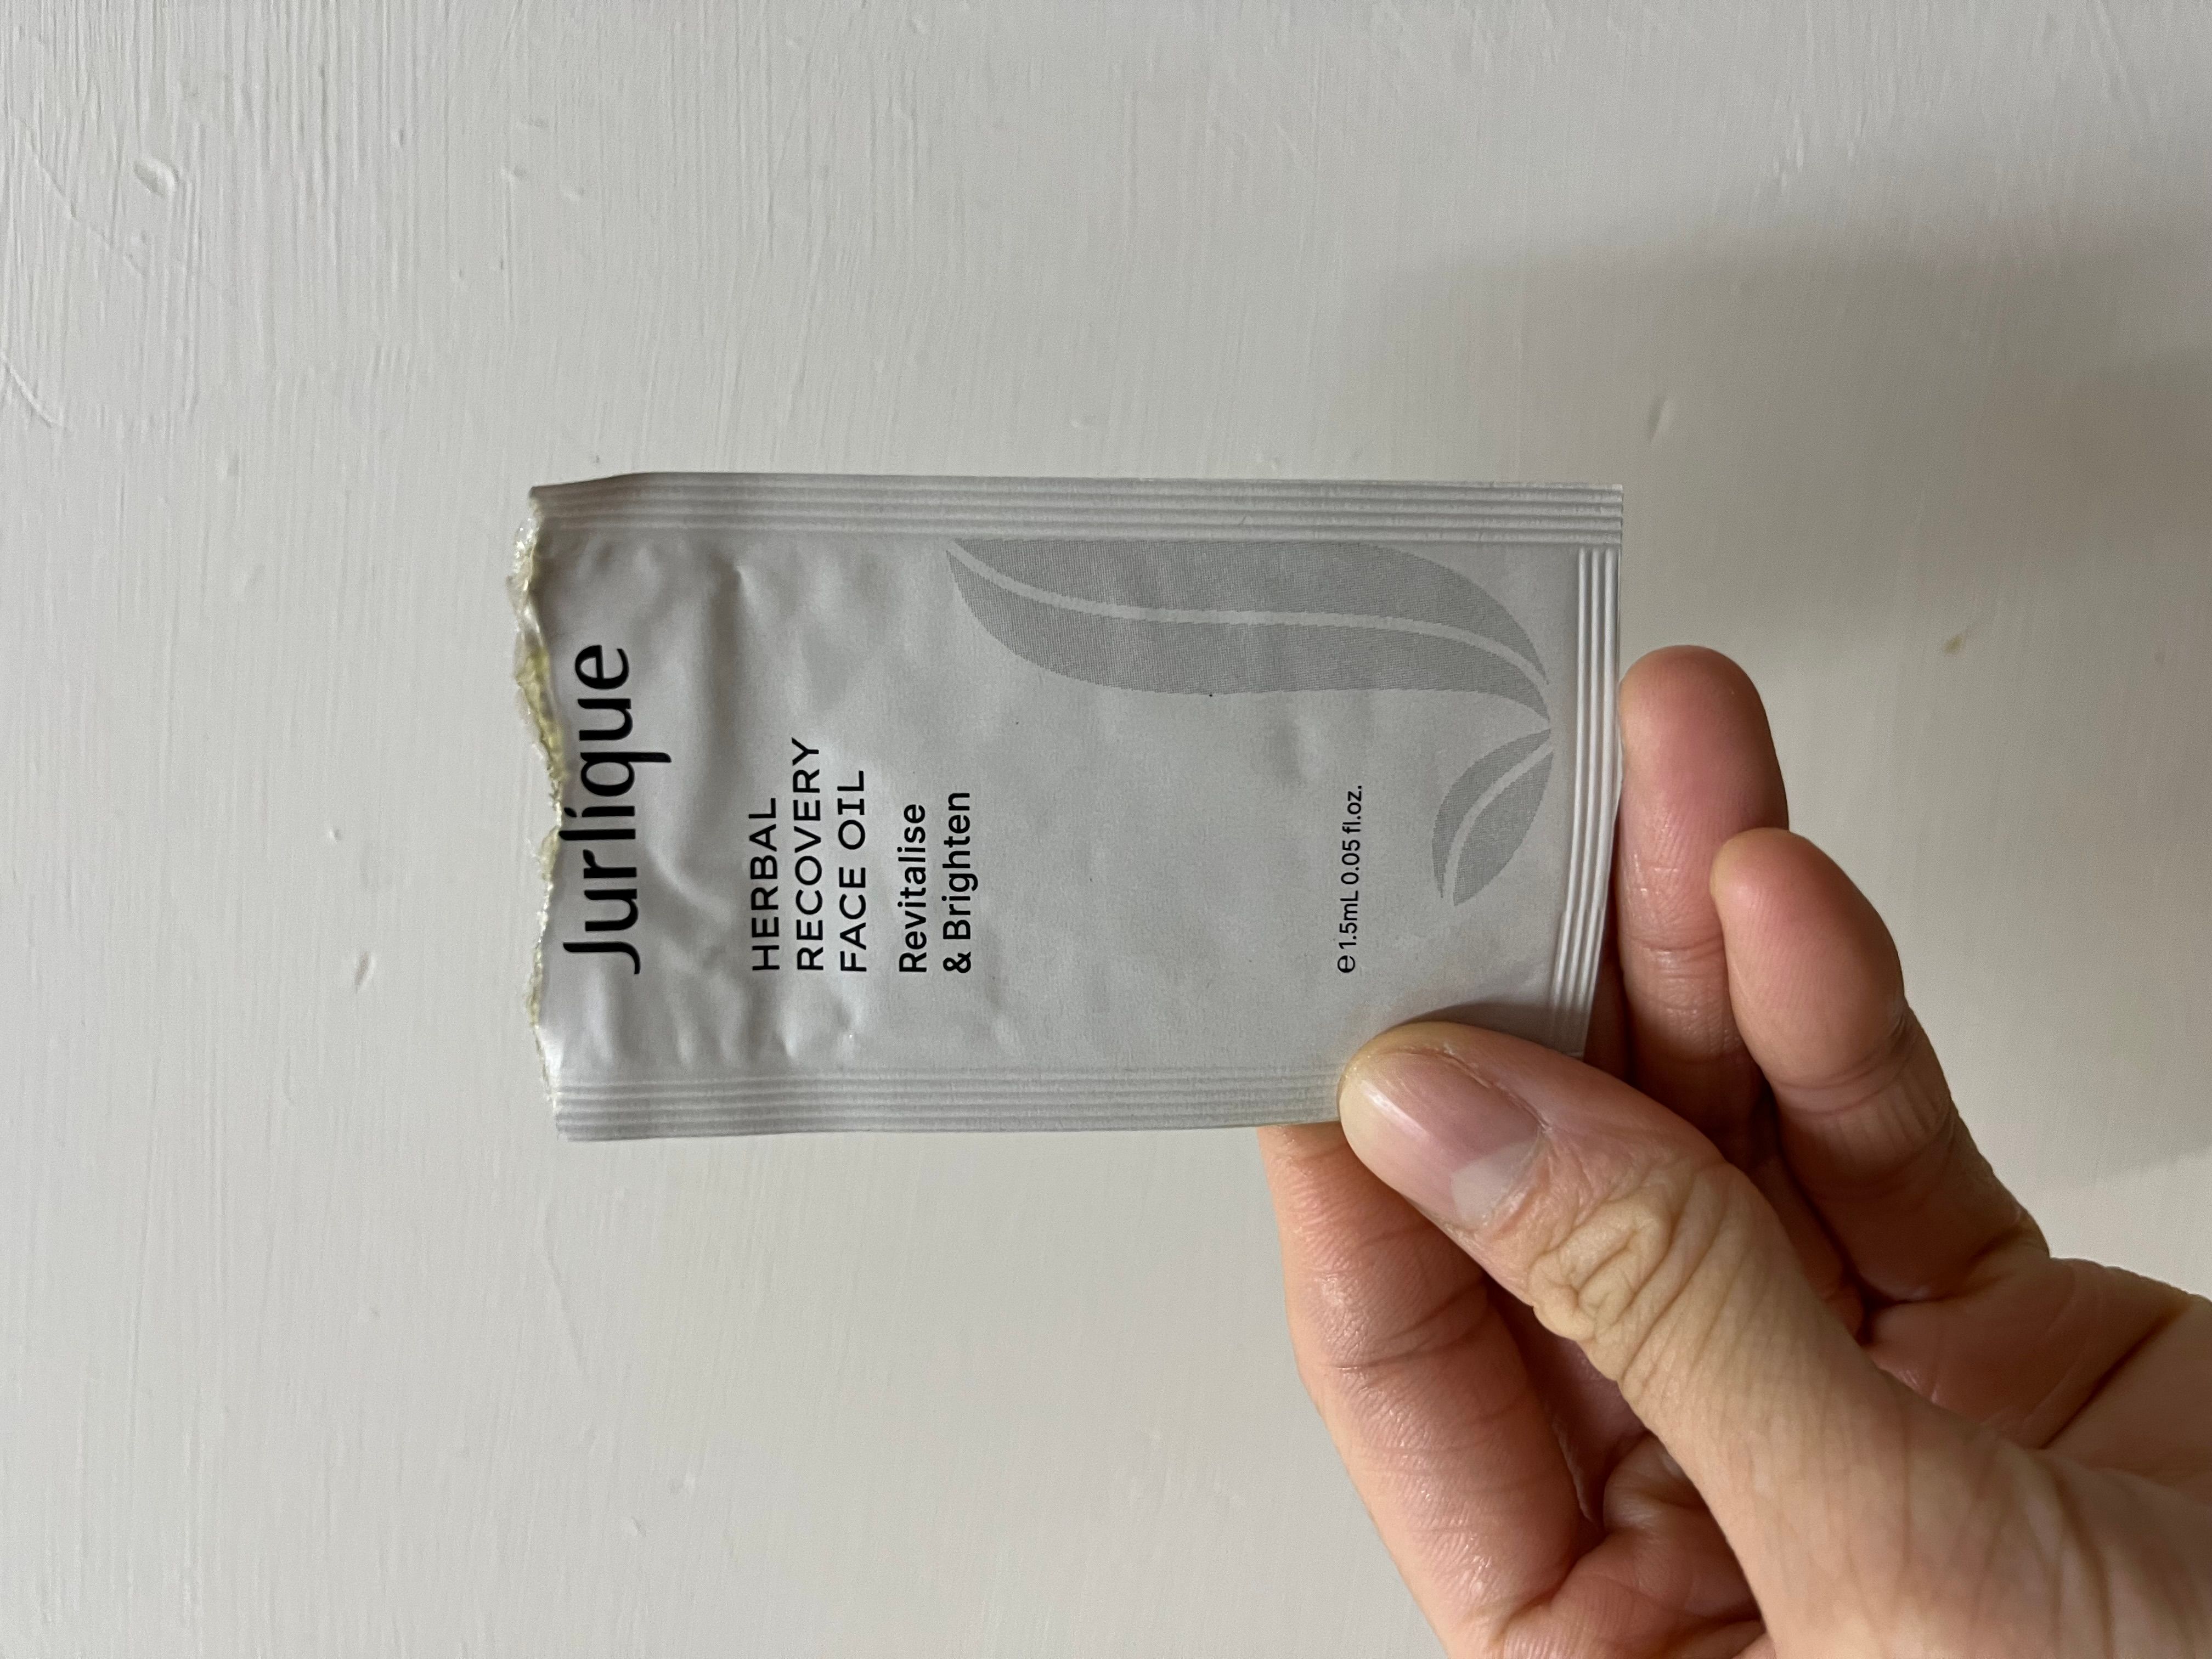 Jurlique
HERBAL
RECOVERY
FACE OIL
Revitalise
& Brighten
℮ 1.5mL 0.05 fl.oz.